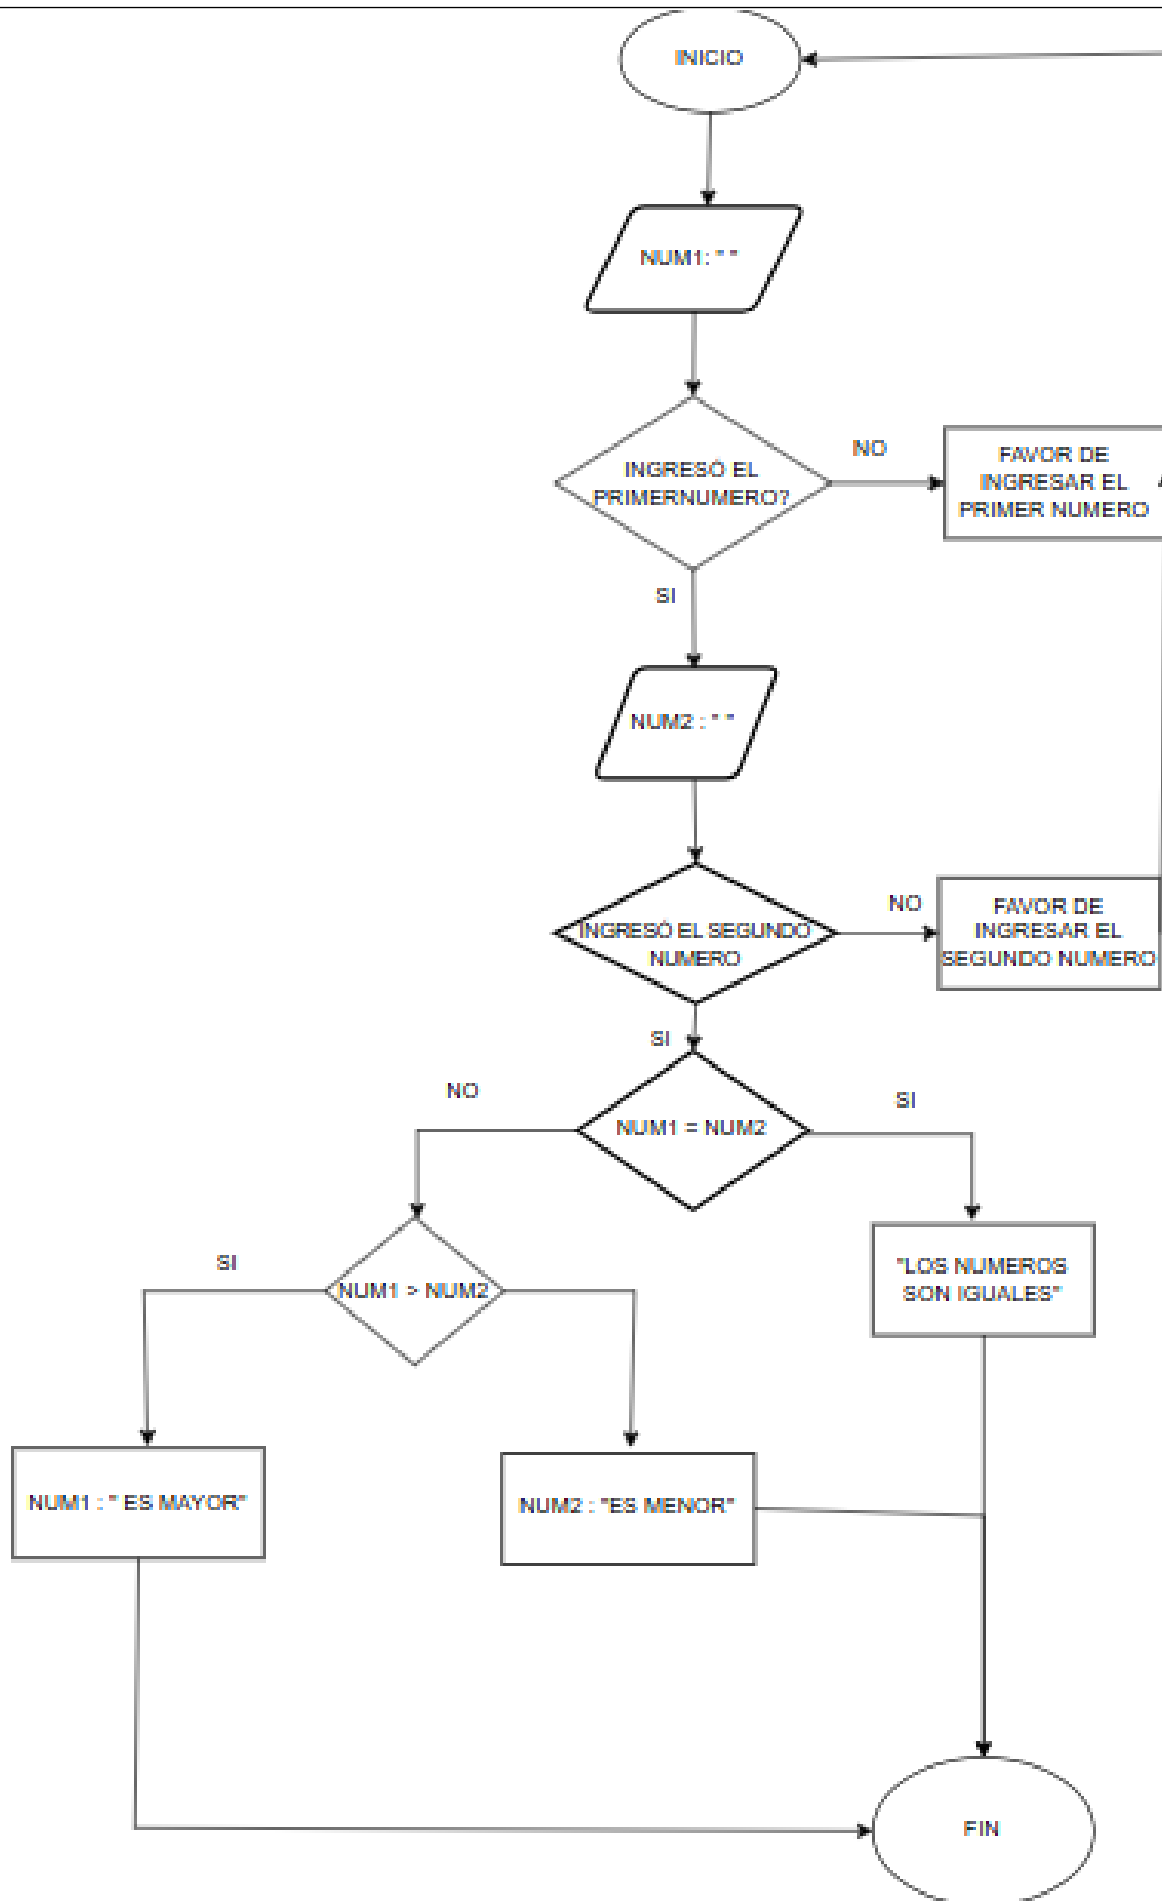 INICIO
NUM1: " "
INGRESÓ EL
PRIMERNUMERO?
NO
FAVOR DE
INGRESAR EL
PRIMER NUMERO
SI
NUM2 : " "
INGRESÓ EL SEGUNDO
NUMERO
NO
FAVOR DE
INGRESAR EL
SEGUNDO NUMERO
SI
NUM1 = NUM2
NO
SI
NUM1 > NUM2
SI
"LOS NUMEROS
SON IGUALES"
NUM1 : " ES MAYOR"
NUM2 : "ES MENOR"
FIN